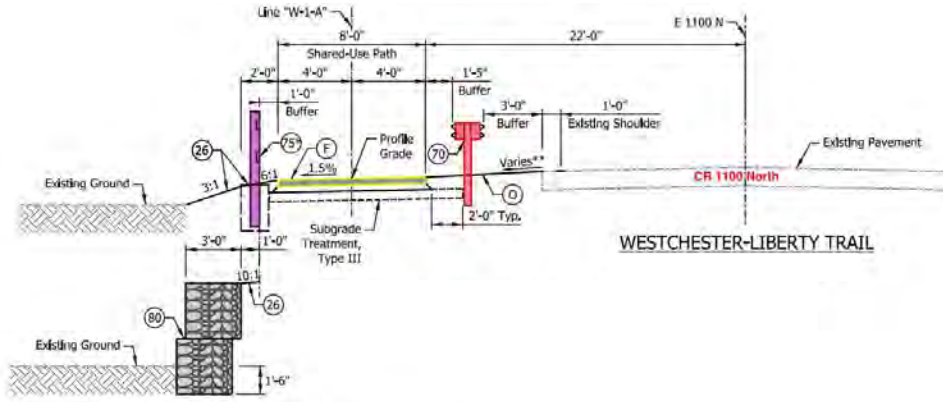 Line "W-1-A"
E 1100 N
8'-0"
22'-0"
Shared-Use Path
2'-0"
4'-0"
4'-0"
1'-5"
Buffer
1'-0"
Buffer
3'-0"
Buffer
1'-0"
Existing Shoulder
75*
F
Profile
Grade
70
26
Existing Pavement
Varies**
1.5%
6:1
3:1
Existing Ground
CR 1100 North
O
2'-0" Typ.
Subgrade
Treatment,
Type III
WESTCHESTER-LIBERTY TRAIL
3'-0"
1'-0"
10:1
26
80
Existing Ground
1'-6"